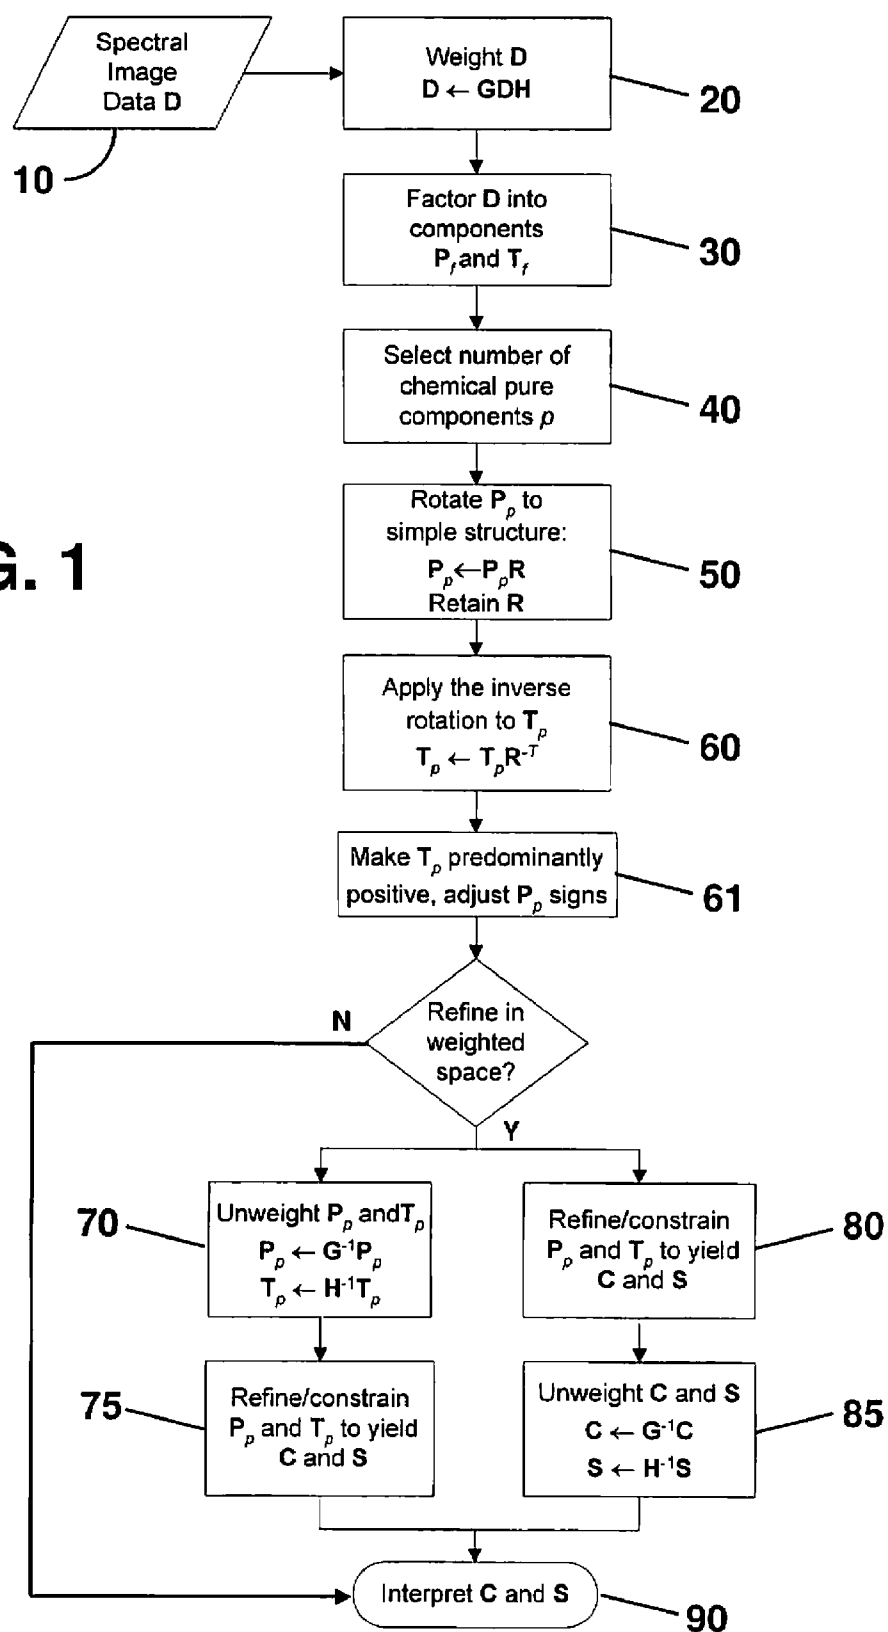 Spectral
Image
Data D
10
Weight D
D ← GDH
20
Factor D into
components
P_f and T_f
30
Select number of
chemical pure
components p
40
Rotate P_p to
simple structure:
P_p←P_pR
Retain R
50
G. 1
Apply the inverse
rotation to T_p
T_p ← T_pR^-T
60
Make T_p predominantly
positive, adjust P_p signs
61
Refine in
weighted
space?
N
Y
70
Unweight P_p andT_p
P_p ← G^-1P_p
T_p ← H^-1T_p
Refine/constrain
P_p and T_p to yield
C and S
80
75
Refine/constrain
P_p and T_p to yield
C and S
Unweight C and S
C ← G^-1C
S ← H^-1S
85
Interpret C and S
90